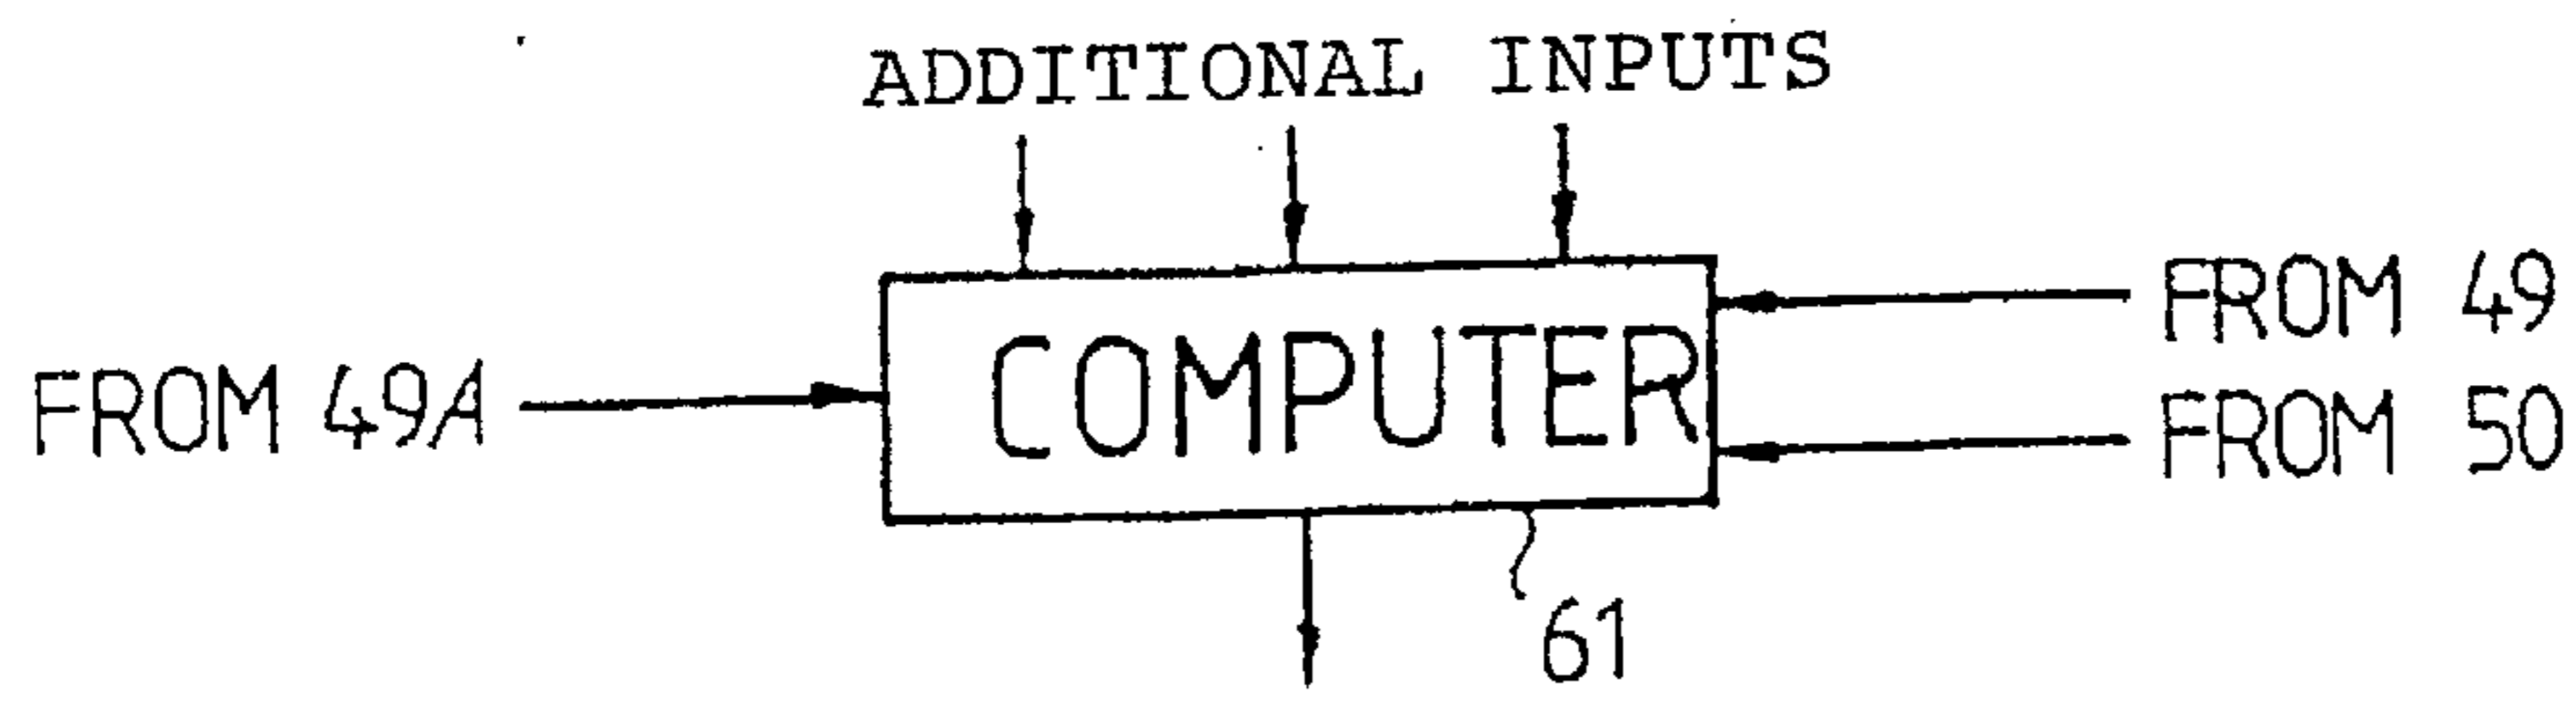 ADDITIONAL INPUTS
FROM 49
FROM 49A
COMPUTER
FROM 50
61